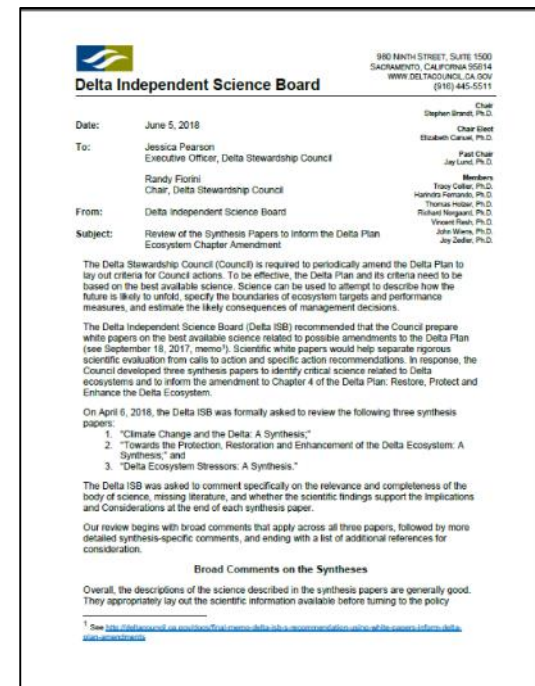 980 NINTH STREET, SUITE 1500
SACRAMENTO, CALIFORNIA 95814
WWW.DELTACOUNCIL.CA.GOV
(916) 445-5511
Delta Independent Science Board
Chair
Stephen Brandt, Ph.D.
Chair Elect
Elizabeth Canuel, Ph.D.
Past Chair
Jay Lund, Ph.D.
Members
Tracy Collier, Ph.D.
Harindra Fernando, Ph.D.
Thomas Holzer, Ph.D.
Richard Norgaard, Ph.D.
Vincent Resh, Ph.D.
John Wiens, Ph.D.
Joy Zedler, Ph.D.
Date: June 5, 2018
To: Jessica Pearson
Executive Officer, Delta Stewardship Council
Randy Fiorini
Chair, Delta Stewardship Council
From: Delta Independent Science Board
Subject: Review of the Synthesis Papers to Inform the Delta Plan
Ecosystem Chapter Amendment
The Delta Stewardship Council (Council) is required to periodically amend the Delta Plan to
lay out criteria for Council actions. To be effective, the Delta Plan and its criteria need to be
based on the best available science. Science can be used to attempt to describe how the
future is likely to unfold, specify the boundaries of ecosystem targets and performance
measures, and estimate the likely consequences of management decisions.
The Delta Independent Science Board (Delta ISB) recommended that the Council prepare
white papers on the best available science related to possible amendments to the Delta Plan
(see September 18, 2017, memo¹). Scientific white papers would help separate rigorous
scientific evaluation from calls to action and specific action recommendations. In response, the
Council developed three synthesis papers to identify critical science related to Delta
ecosystems and to inform the amendment to Chapter 4 of the Delta Plan: Restore, Protect and
Enhance the Delta Ecosystem.
On April 6, 2018, the Delta ISB was formally asked to review the following three synthesis
papers:
1. "Climate Change and the Delta: A Synthesis;"
2. "Towards the Protection, Restoration and Enhancement of the Delta Ecosystem: A
Synthesis;" and
3. "Delta Ecosystem Stressors: A Synthesis."
The Delta ISB was asked to comment specifically on the relevance and completeness of the
body of science, missing literature, and whether the scientific findings support the Implications
and Considerations at the end of each synthesis paper.
Our review begins with broad comments that apply across all three papers, followed by more
detailed synthesis-specific comments, and ending with a list of additional references for
consideration.
Broad Comments on the Syntheses
Overall, the descriptions of the science described in the synthesis papers are generally good.
They appropriately lay out the scientific information available before turning to the policy
¹ See http://deltacouncil.ca.gov/docs/final-memo-delta-isb-s-recommendation-using-white-papers-inform-delta-
plan-amendments